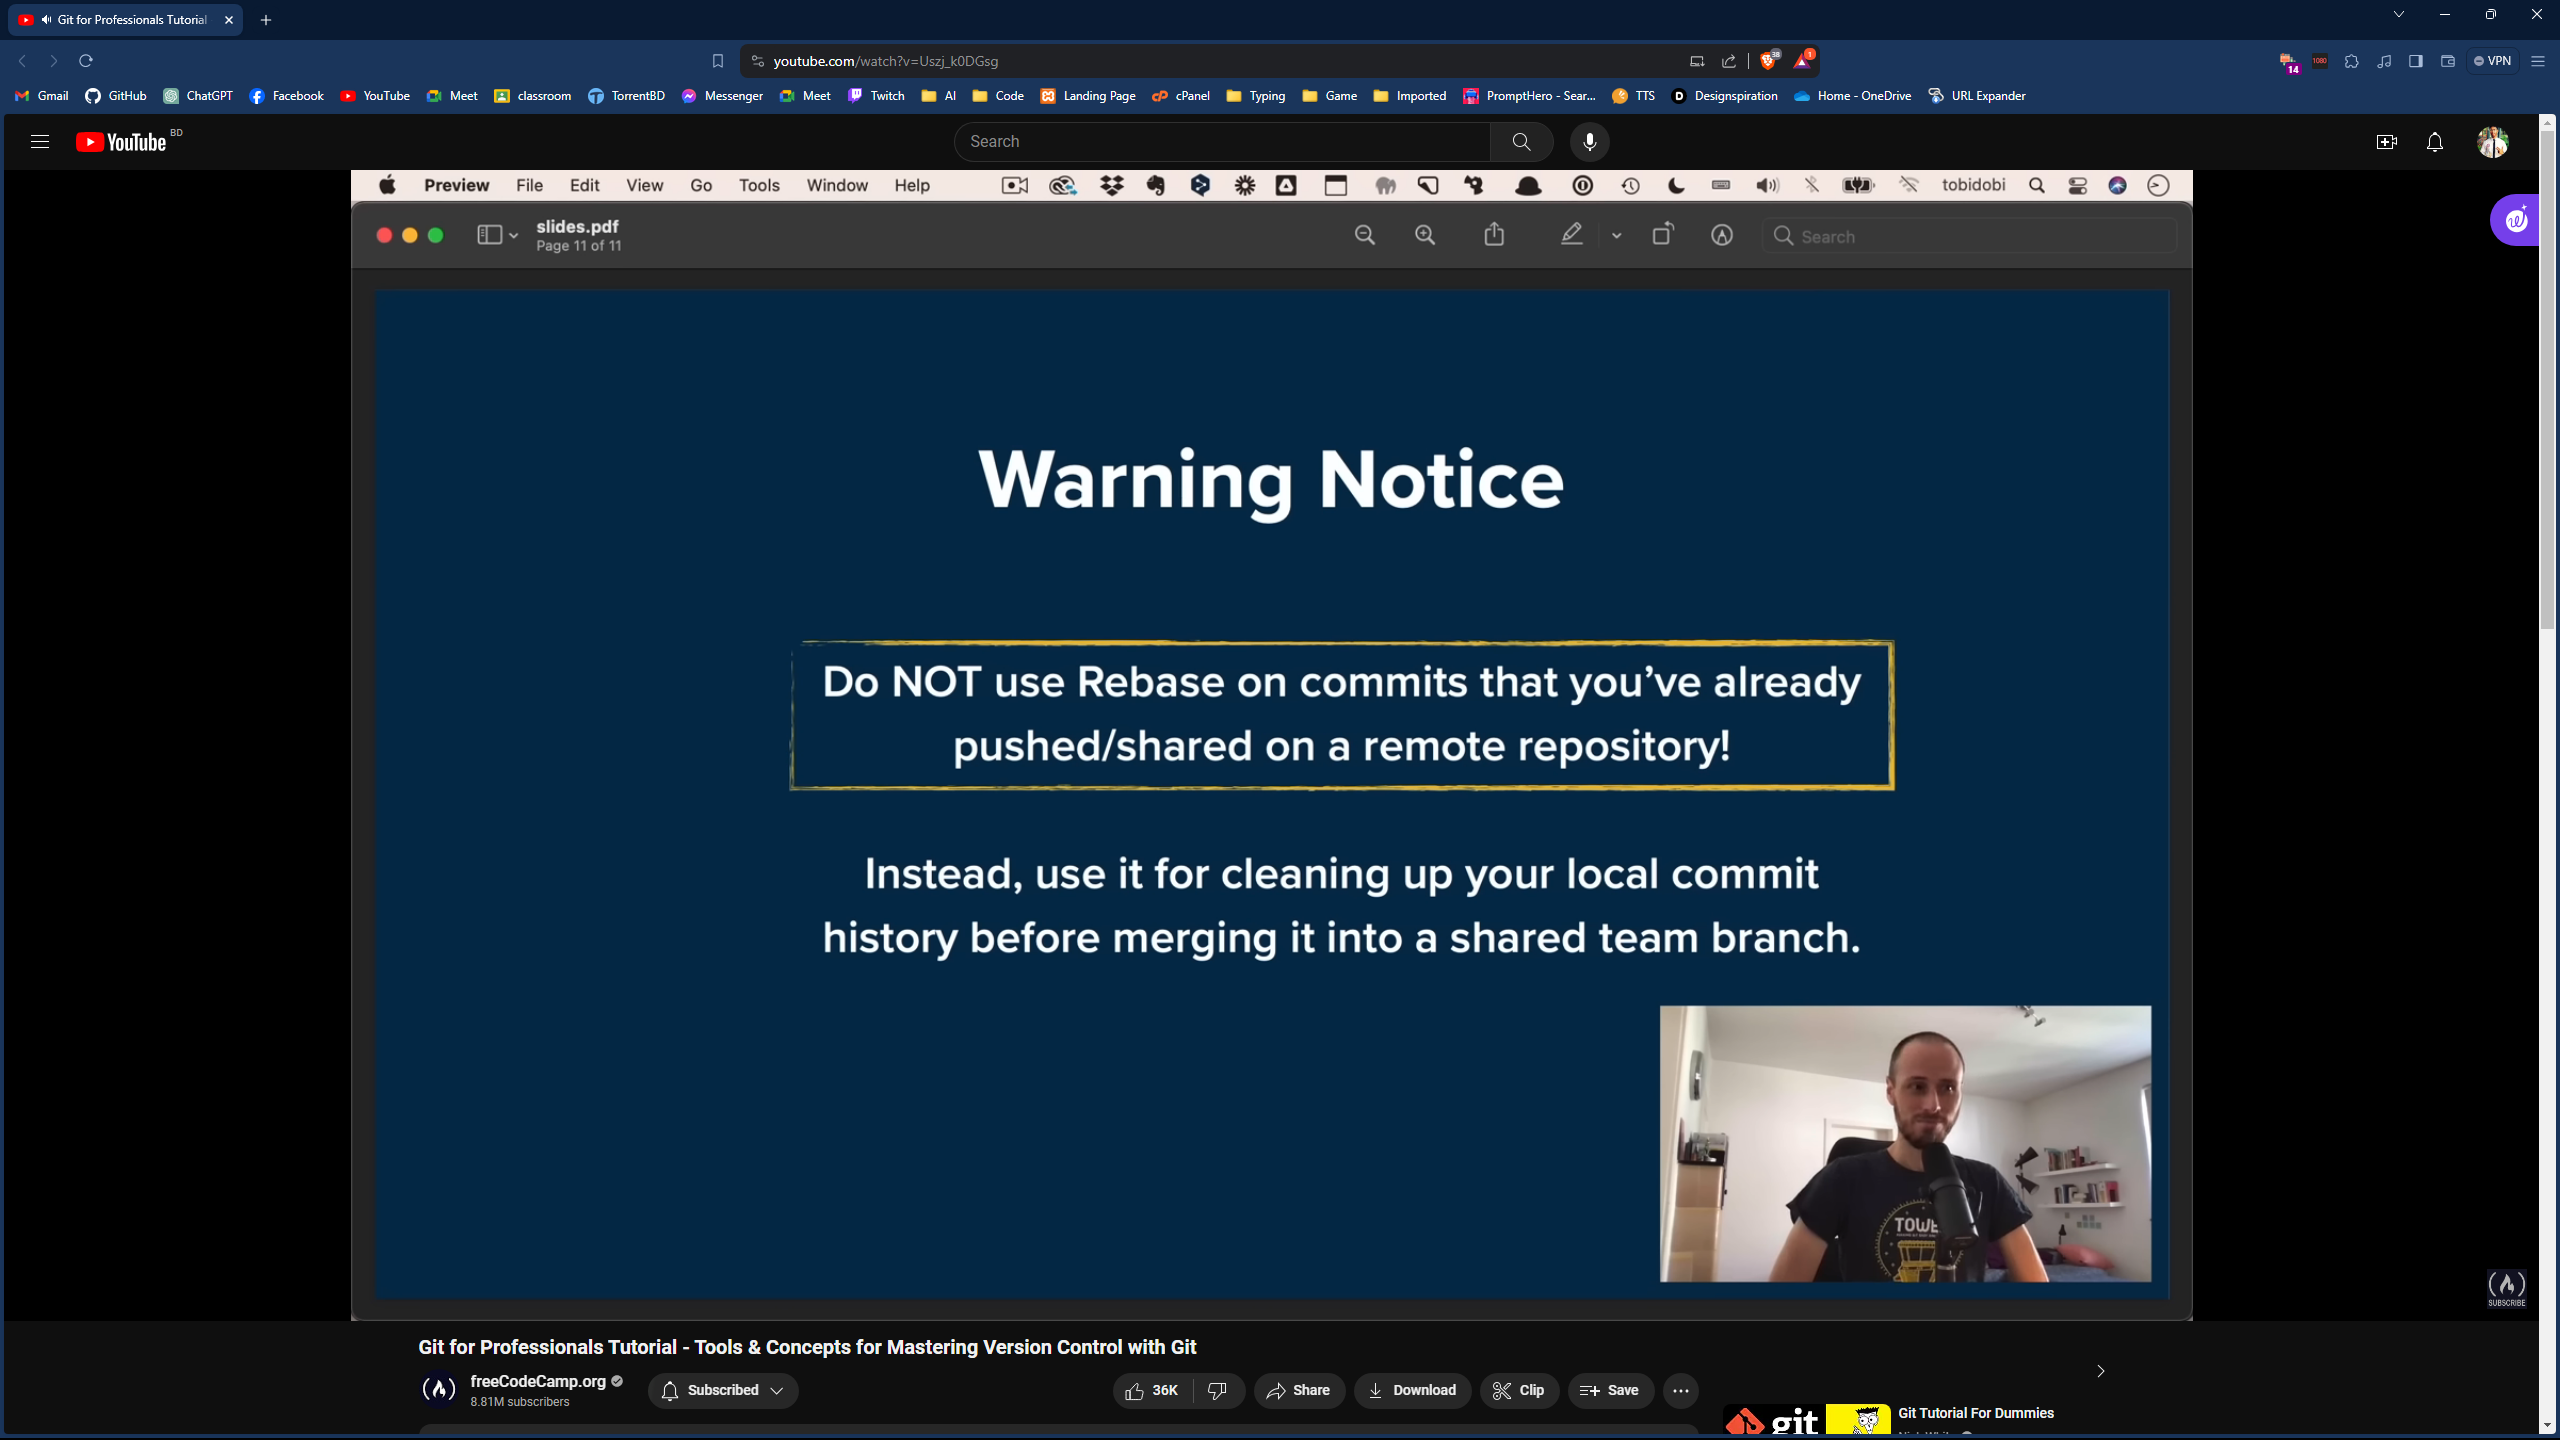 Git for Professionals Tutorial
youtube.com/watch?v=Uszj_k0DGsg
38
1
14
1080
VPN
Gmail GitHub ChatGPT Facebook YouTube Meet classroom TorrentBD Messenger Meet Twitch AI Code Landing Page cPanel Typing Game Imported PromptHero - Sear... TTS Designspiration Home - OneDrive URL Expander
YouTube BD
Search
Preview File Edit View Go Tools Window Help tobidobi
slides.pdf
Page 11 of 11
Search
Warning Notice
Do NOT use Rebase on commits that you’ve already
pushed/shared on a remote repository!
Instead, use it for cleaning up your local commit
history before merging it into a shared team branch.
TOWE
SUBSCRIBE
Git for Professionals Tutorial - Tools & Concepts for Mastering Version Control with Git
freeCodeCamp.org
8.81M subscribers
Subscribed
36K
Share
Download
Clip
Save
git
Git Tutorial For Dummies